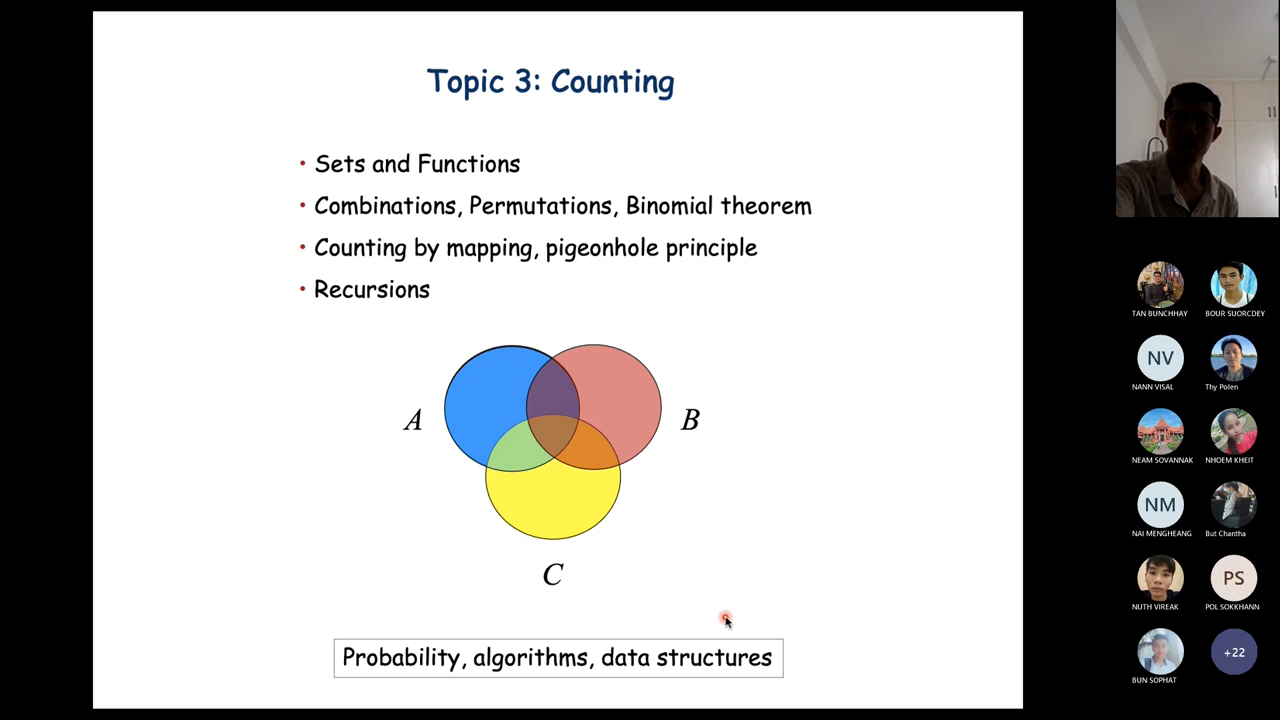 Topic 3: Counting
• Sets and Functions
• Combinations, Permutations, Binomial theorem
• Counting by mapping, pigeonhole principle
• Recursions
A
B
C
Probability, algorithms, data structures
TAN BUNCHHAY
BOUR SUORCDEY
NV
NANN VISAL
Thy Polen
NEAM SOVANNAK
NHOEM KHEIT
NM
NAI MENGHEANG
But Chantha
NUTH VIREAK
PS
POL SOKKHANN
BUN SOPHAT
+22